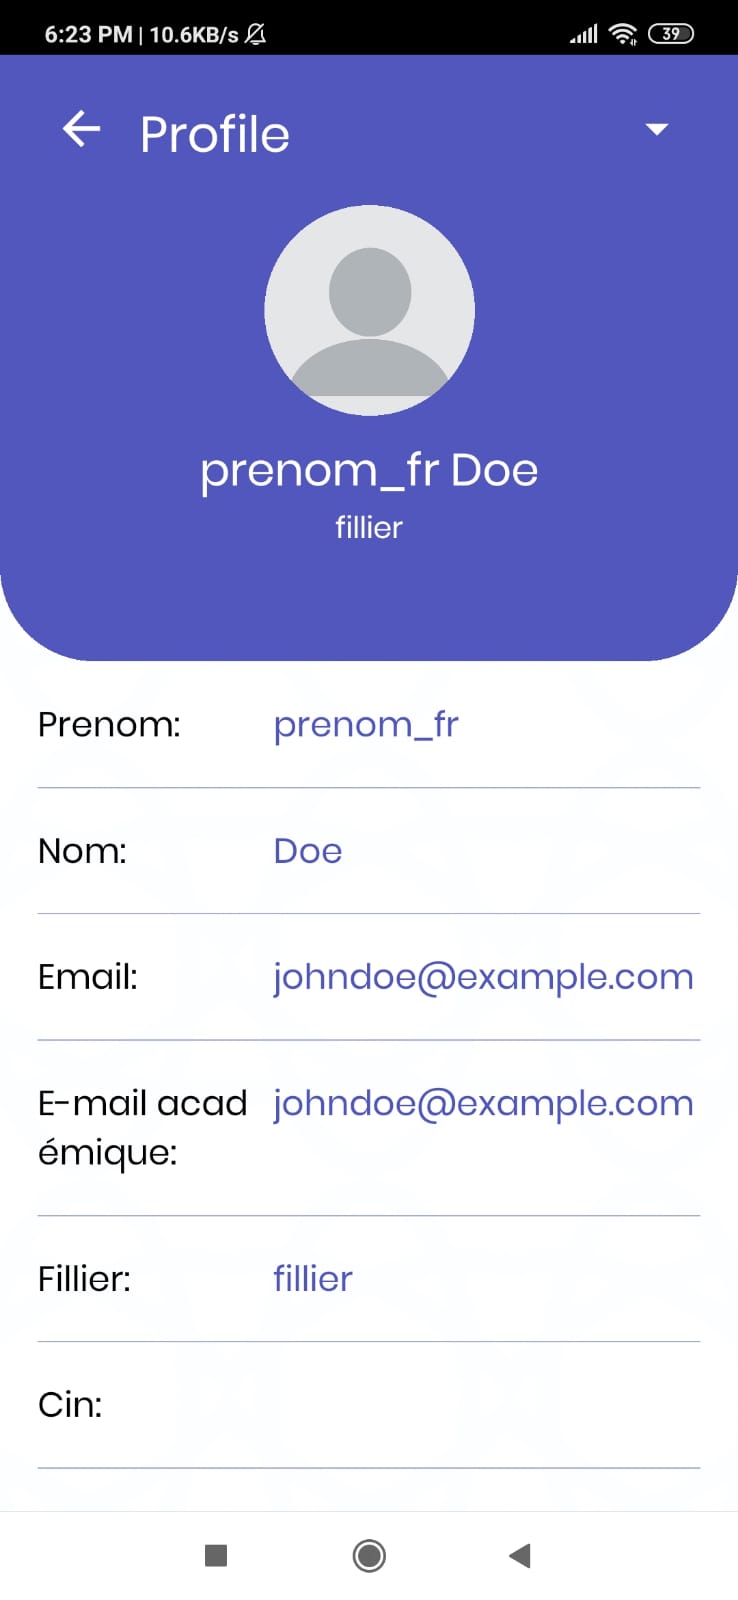 6:23 PM | 10.6KB/s
39
Profile
prenom_fr Doe
fillier
Prenom: prenom_fr
Nom: Doe
Email: johndoe@example.com
E-mail acad johndoe@example.com
émique:
Fillier: fillier
Cin: